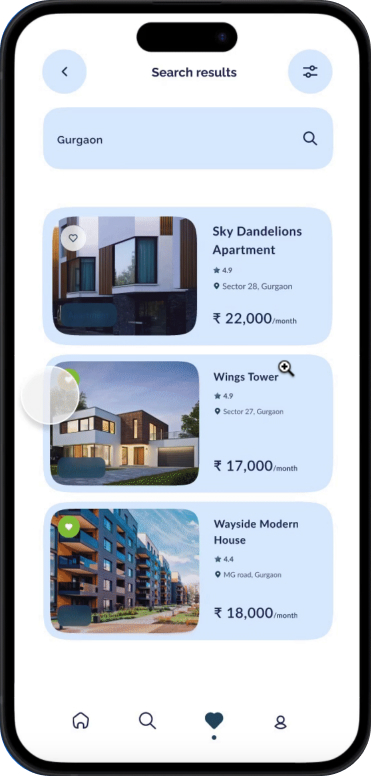 Search results
Gurgaon
Sky Dandelions
Apartment
4.9
Sector 28, Gurgaon
₹ 22,000/month
Wings Tower
4.9
Sector 27, Gurgaon
₹ 17,000/month
Wayside Modern
House
4.4
MG road, Gurgaon
₹ 18,000/month